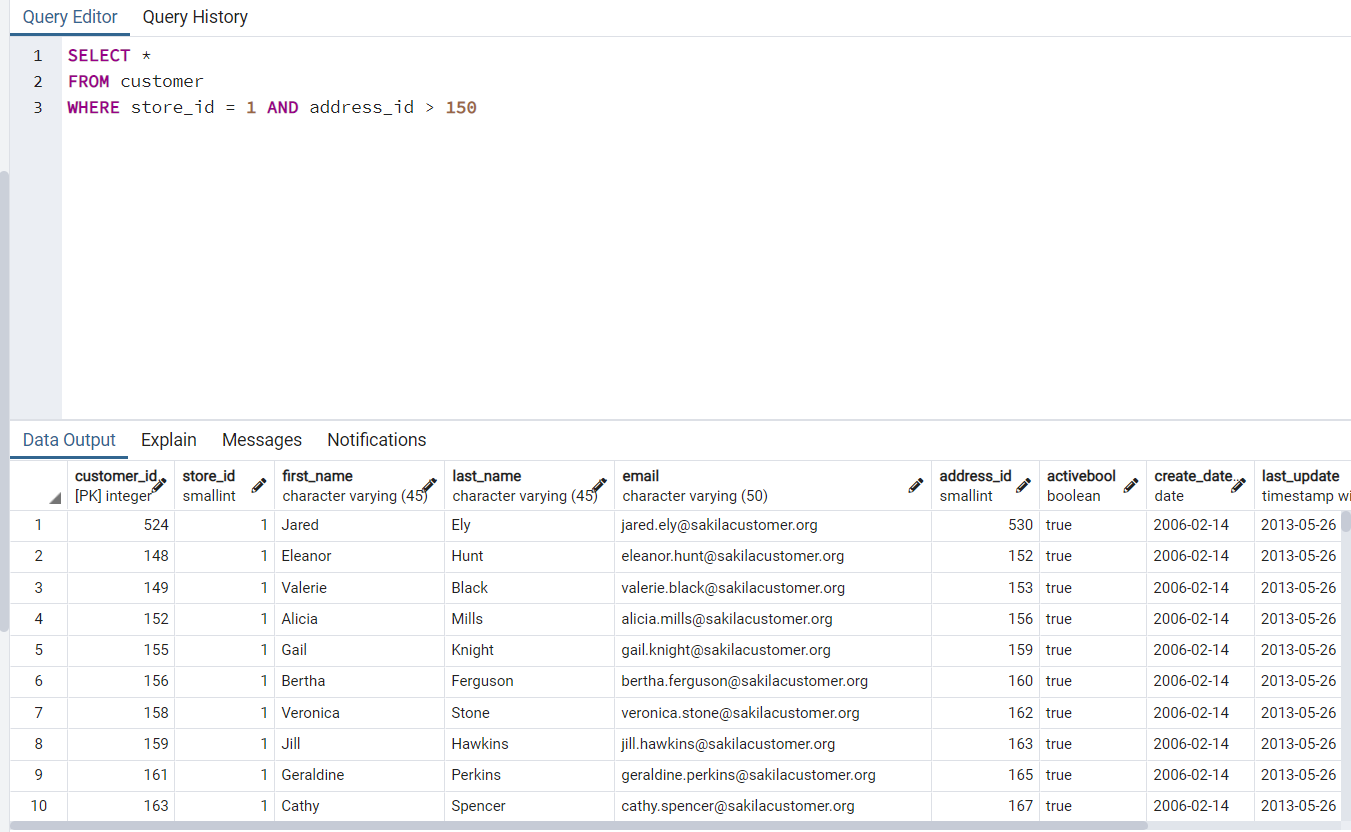 Query Editor Query History
1 SELECT *
2 FROM customer
3 WHERE store_id = 1 AND address_id > 150
Data Output Explain Messages Notifications
customer_id store_id first_name last_name email address_id activebool create_date.. last_update
[PK] integer smallint character varying (45) character varying (45) character varying (50) smallint boolean date timestamp wi
1 524 1 Jared Ely jared.ely@sakilacustomer.org 530 true 2006-02-14 2013-05-26
2 148 1 Eleanor Hunt eleanor.hunt@sakilacustomer.org 152 true 2006-02-14 2013-05-26
3 149 1 Valerie Black valerie.black@sakilacustomer.org 153 true 2006-02-14 2013-05-26
4 152 1 Alicia Mills alicia.mills@sakilacustomer.org 156 true 2006-02-14 2013-05-26
5 155 1 Gail Knight gail.knight@sakilacustomer.org 159 true 2006-02-14 2013-05-26
6 156 1 Bertha Ferguson bertha.ferguson@sakilacustomer.org 160 true 2006-02-14 2013-05-26
7 158 1 Veronica Stone veronica.stone@sakilacustomer.org 162 true 2006-02-14 2013-05-26
8 159 1 Jill Hawkins jill.hawkins@sakilacustomer.org 163 true 2006-02-14 2013-05-26
9 161 1 Geraldine Perkins geraldine.perkins@sakilacustomer.org 165 true 2006-02-14 2013-05-26
10 163 1 Cathy Spencer cathy.spencer@sakilacustomer.org 167 true 2006-02-14 2013-05-26